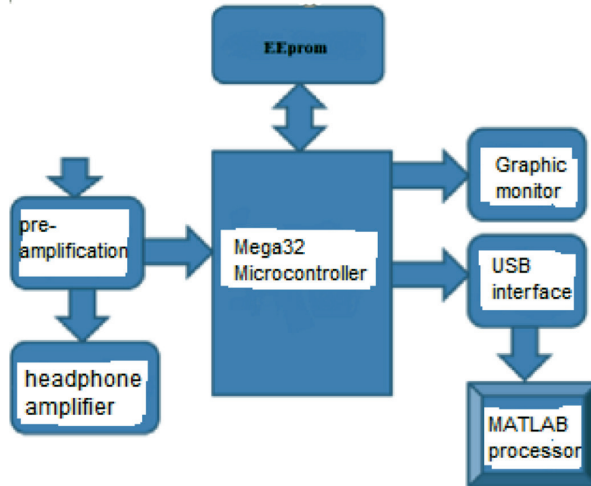 EEprom
Graphic
monitor
pre-
amplification
Mega32
Microcontroller
USB
interface
headphone
amplifier
MATLAB
processor